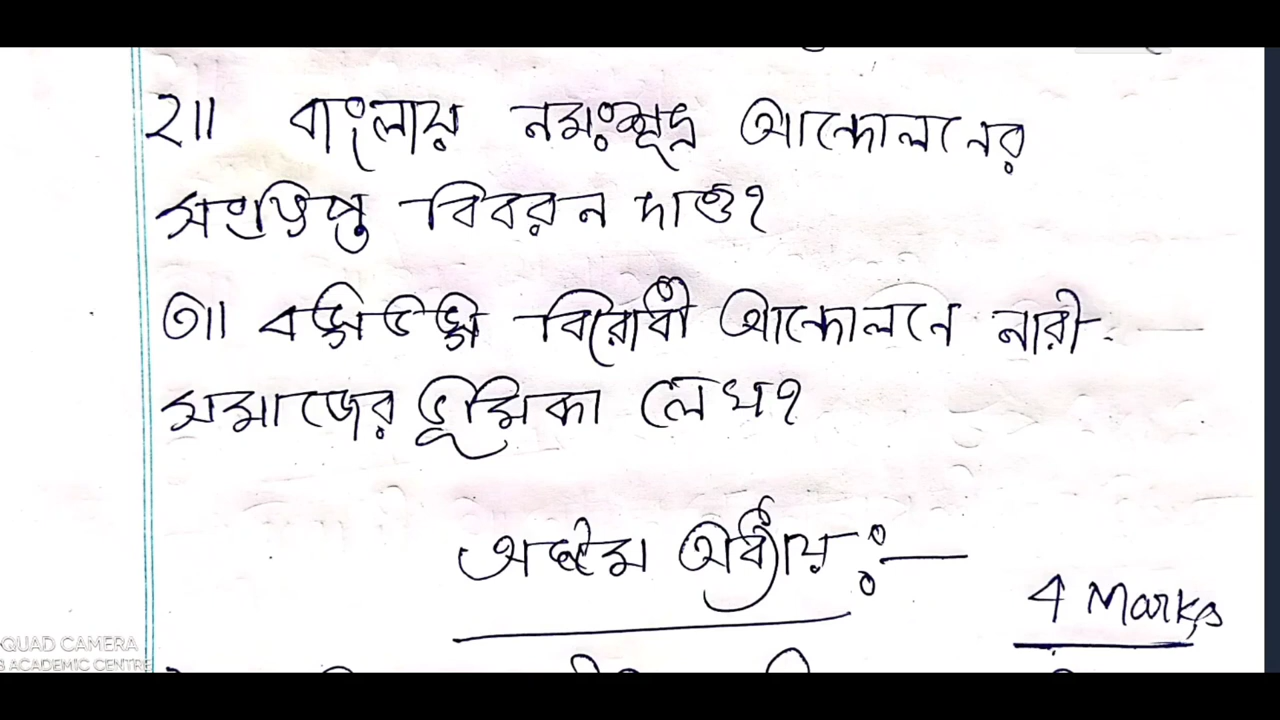 ২॥ বাংলায় নমঃশূদ্র আন্দোলনের
সংক্ষিপ্ত বিবরন দাও?
৩॥ বঙ্গভঙ্গ বিরোধী আন্দোলনে নারী
সমাজের ভূমিকা লেখ?
অষ্টম অধ্যায় :—
4 Marks
QUAD CAMERA
ACADEMIC CENTRE